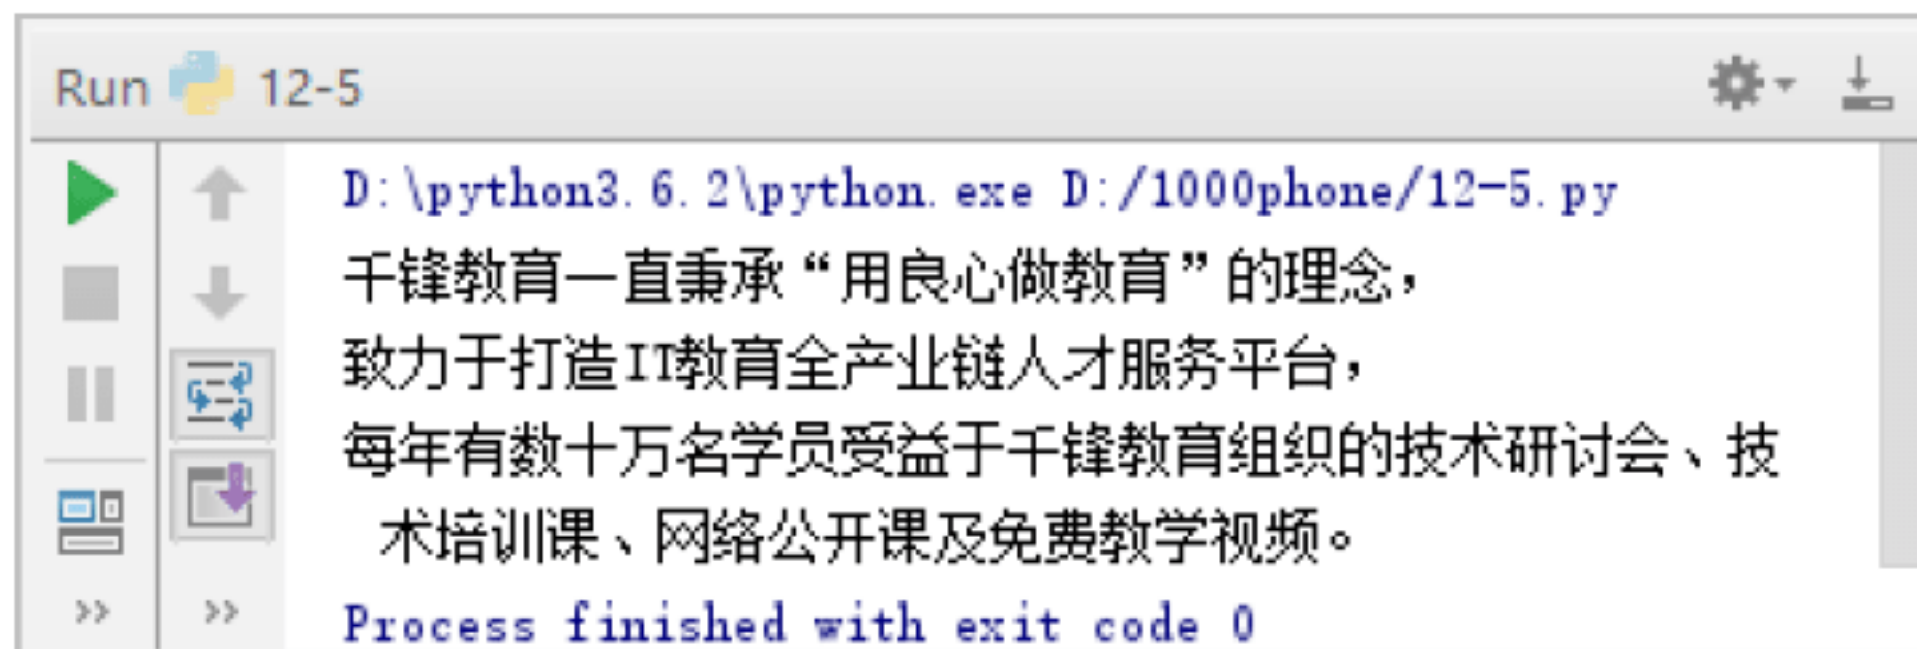 Run 12-5
D:\python3.6.2\python.exe D:/1000phone/12-5.py
千锋教育一直秉承“用良心做教育”的理念，
致力于打造IT教育全产业链人才服务平台，
每年有数十万名学员受益于千锋教育组织的技术研讨会、技
术培训课、网络公开课及免费教学视频。
Process finished with exit code 0